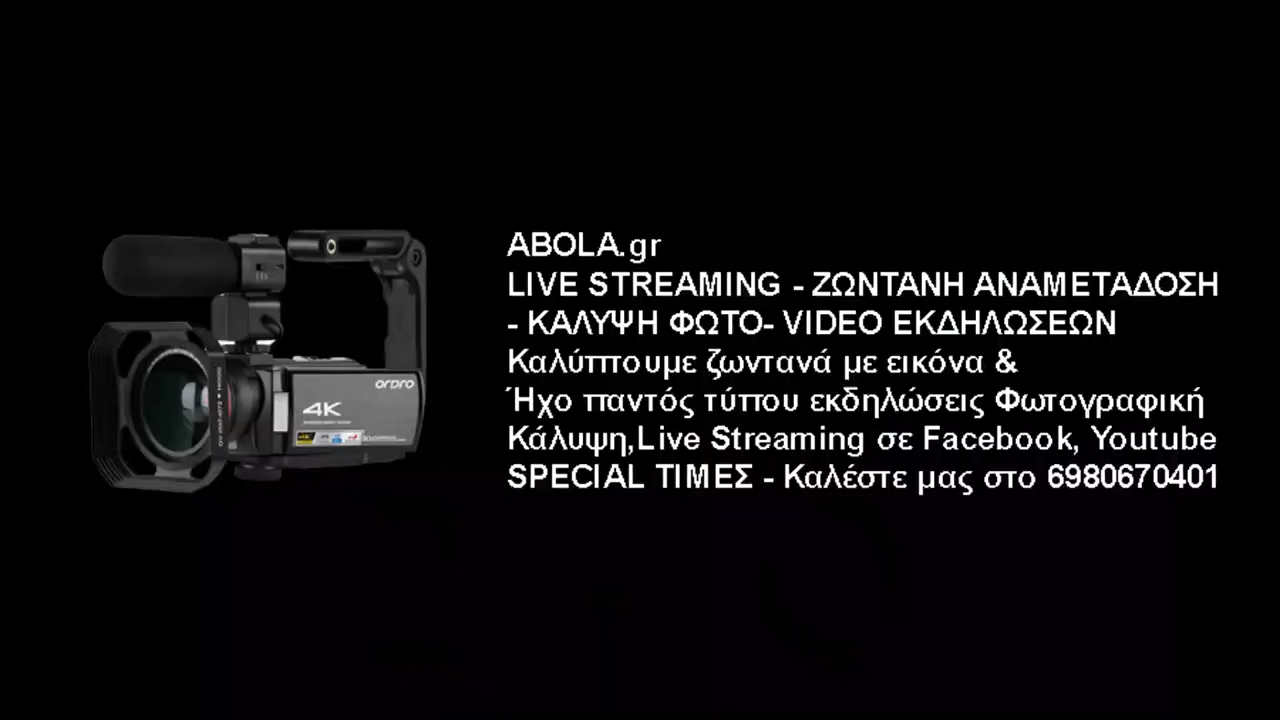 ABOLA.gr
LIVE STREAMING - ΖΩΝΤΑΝΗ ΑΝΑΜΕΤΑΔΟΣΗ
- ΚΑΛΥΨΗ ΦΩΤΟ- VIDEO ΕΚΔΗΛΩΣΕΩΝ
Καλύπτουμε ζωντανά με εικόνα &
Ήχο παντός τύπου εκδηλώσεις Φωτογραφική
Κάλυψη,Live Streaming σε Facebook, Youtube
SPECIAL TIMEΣ - Καλέστε μας στο 6980670401
ordro
4K